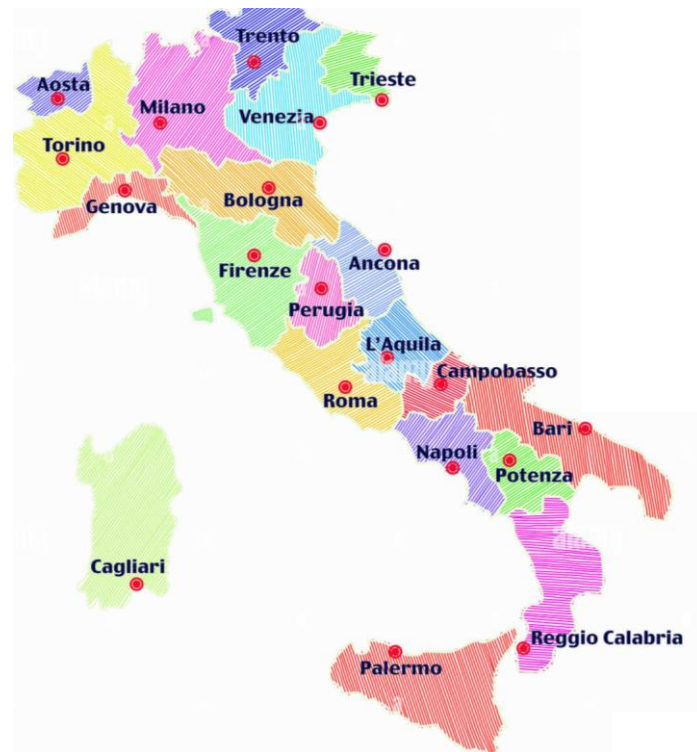 Trento
Aosta
Trieste
Milano
Venezia
Torino
Genova
Bologna
Firenze
Ancona
Perugia
L'Aquila
Campobasso
Roma
Bari
Napoli
Potenza
Cagliari
Reggio Calabria
Palermo